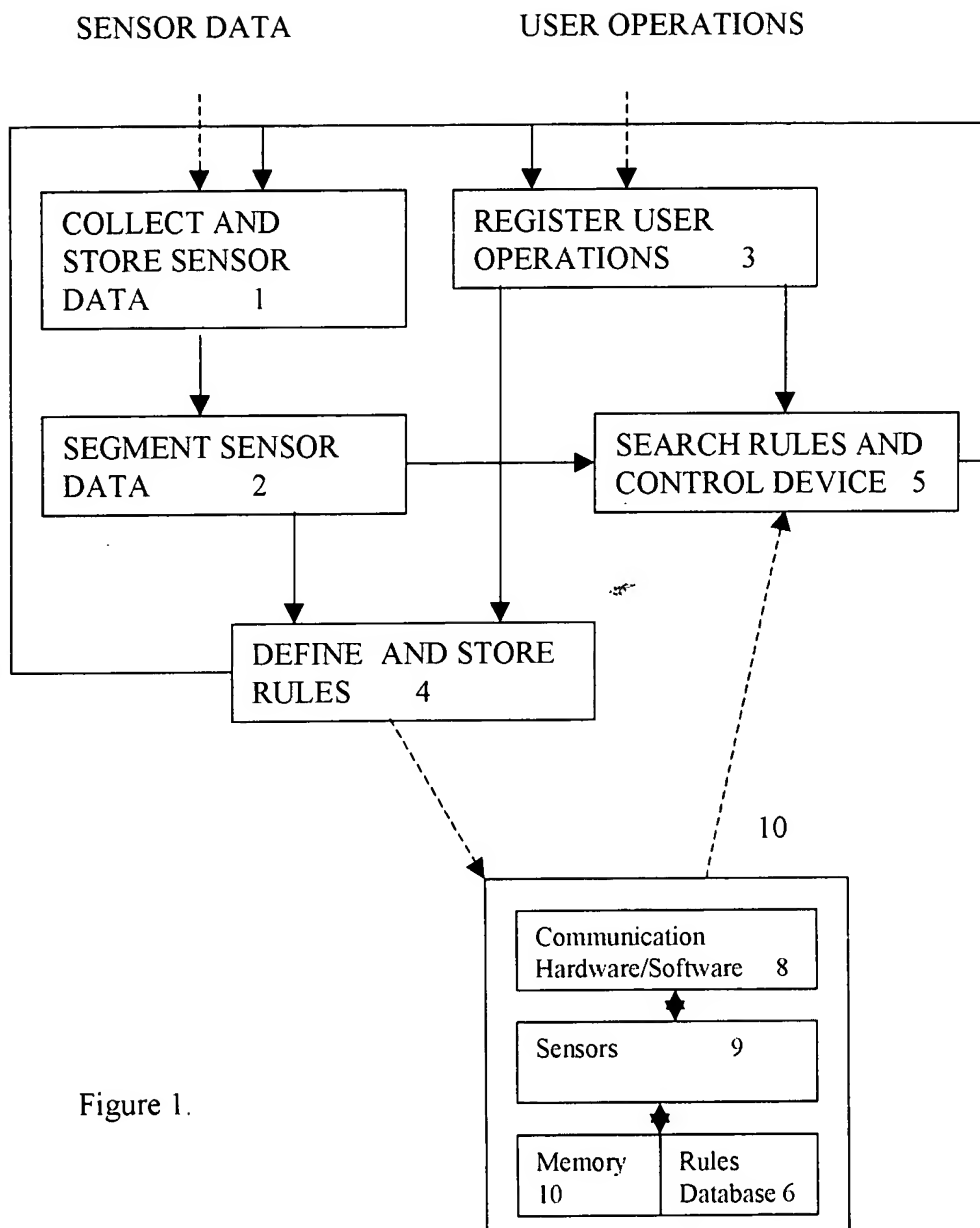 SENSOR DATA
USER OPERATIONS
COLLECT AND
STORE SENSOR
DATA 1
REGISTER USER
OPERATIONS 3
SEGMENT SENSOR
DATA 2
SEARCH RULES AND
CONTROL DEVICE 5
DEFINE AND STORE
RULES 4
10
Communication
Hardware/Software 8
Sensors 9
Memory
10
Rules
Database 6
Figure 1.